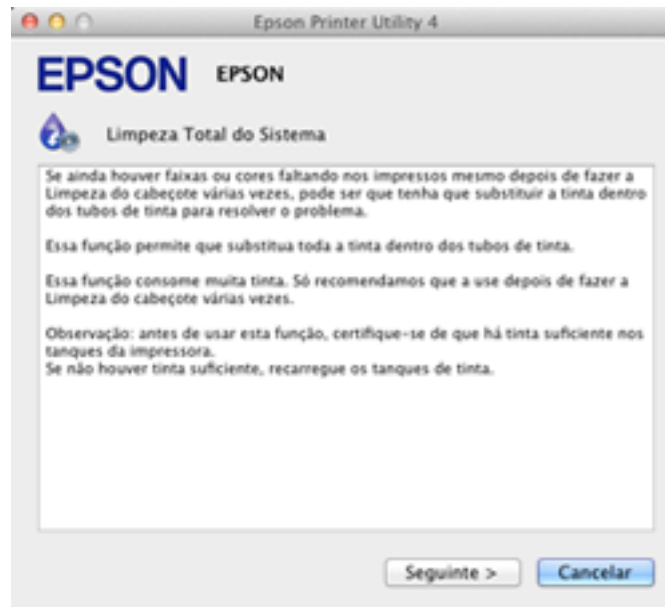 Epson Printer Utility 4
EPSON EPSON
Limpeza Total do Sistema
Se ainda houver faixas ou cores faltando nos impressos mesmo depois de fazer a
Limpeza do cabeçote várias vezes, pode ser que tenha que substituir a tinta dentro
dos tubos de tinta para resolver o problema.
Essa função permite que substitua toda a tinta dentro dos tubos de tinta.
Essa função consome muita tinta. Só recomendamos que a use depois de fazer a
Limpeza do cabeçote várias vezes.
Observação: antes de usar esta função, certifique-se de que há tinta suficiente nos
tanques da impressora.
Se não houver tinta suficiente, recarregue os tanques de tinta.
Seguinte > Cancelar